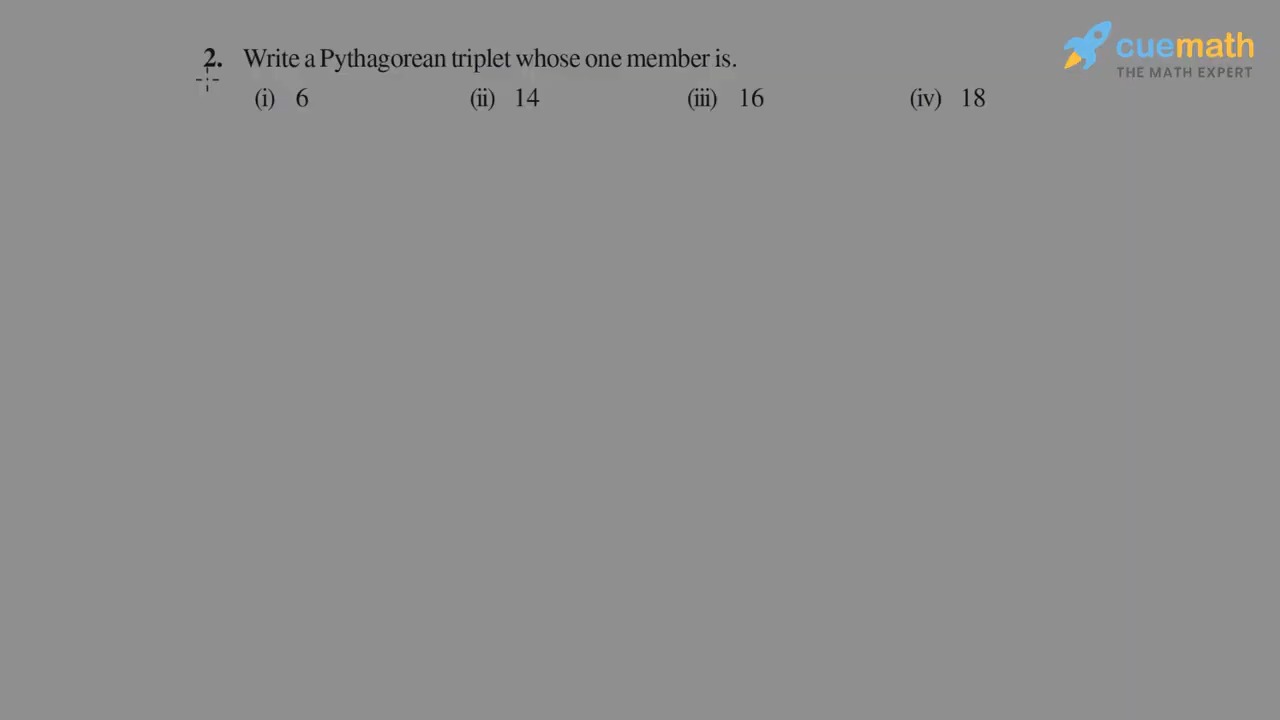 cuemath
THE MATH EXPERT
2. Write a Pythagorean triplet whose one member is.
(i) 6 (ii) 14 (iii) 16 (iv) 18